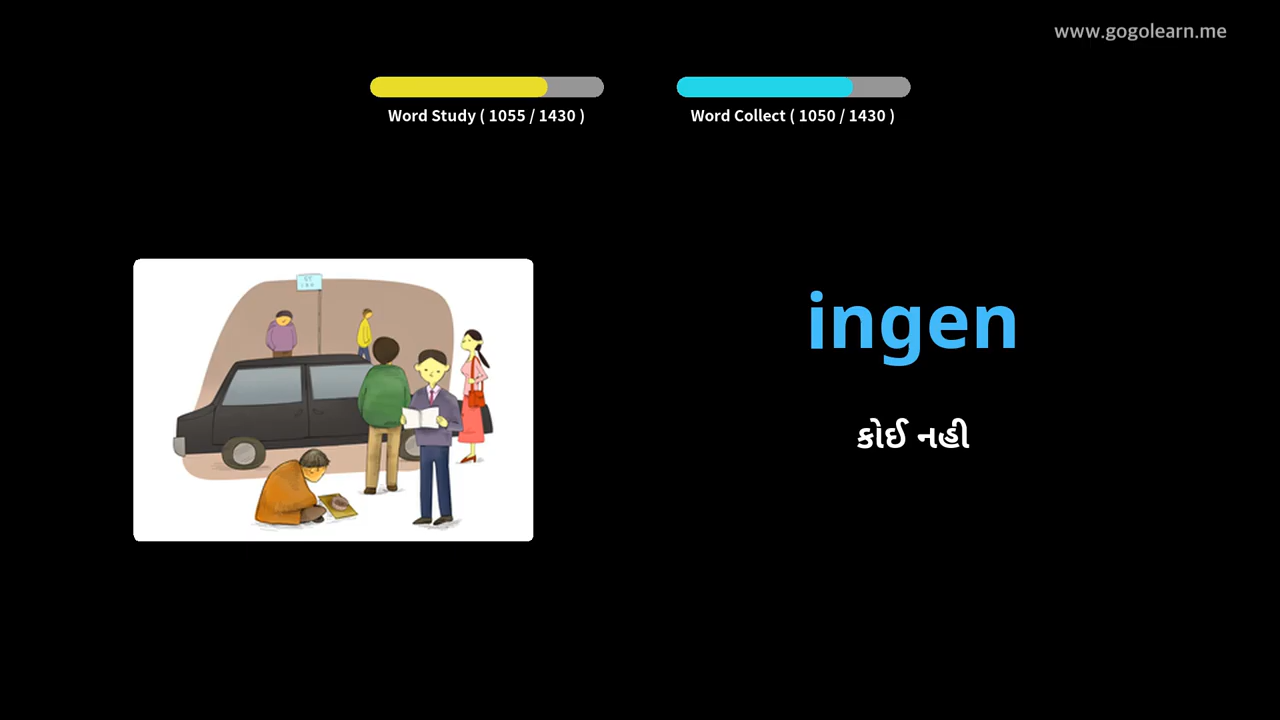 www.gogolearn.me
Word Study ( 1055 / 1430 )
Word Collect ( 1050 / 1430 )
ingen
કોઈ નહી